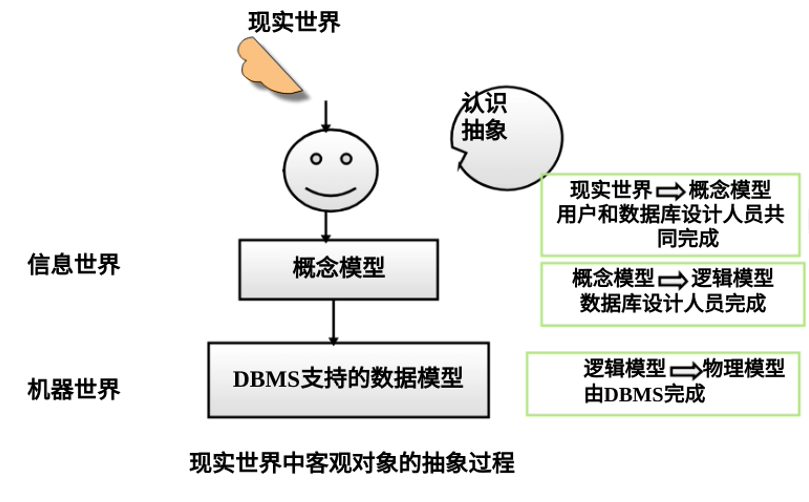 现实世界
认识
抽象
现实世界⇨概念模型
用户和数据库设计人员共
同完成
信息世界
概念模型
概念模型⇨逻辑模型
数据库设计人员完成
机器世界
DBMS支持的数据模型
逻辑模型⇨物理模型
由DBMS完成
现实世界中客观对象的抽象过程